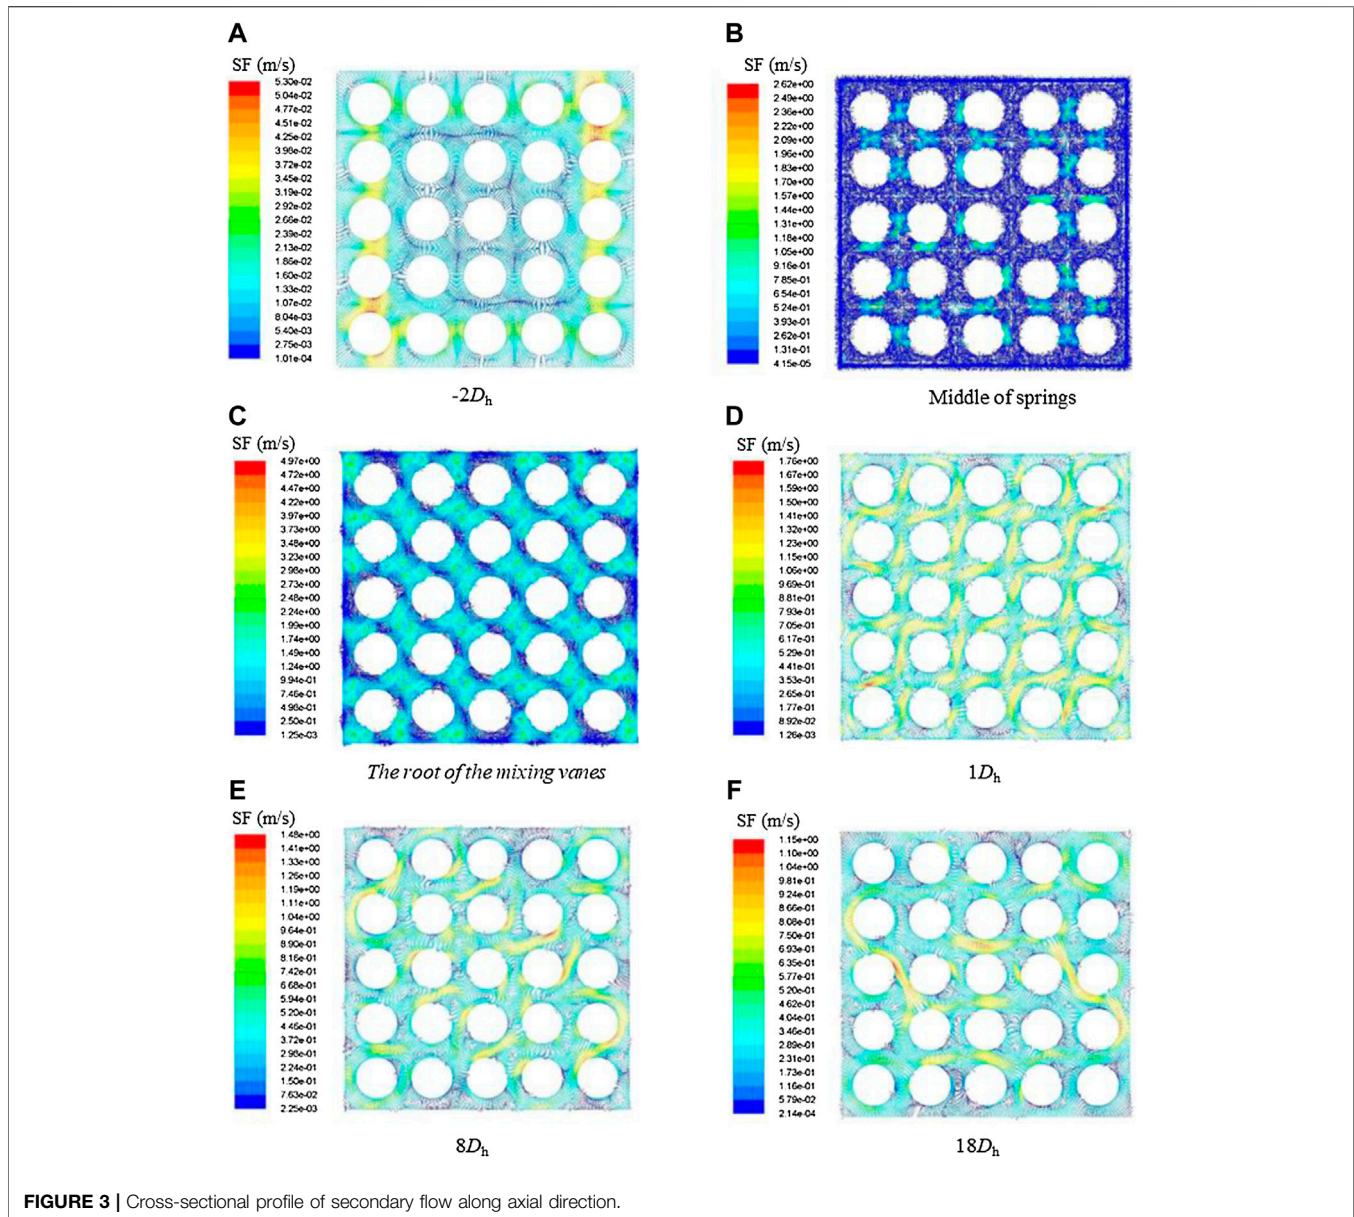 A
SF (m/s)
5.30e-02
5.04e-02
4.77e-02
4.51e-02
4.25e-02
3.98e-02
3.72e-02
3.45e-02
3.19e-02
2.92e-02
2.66e-02
2.39e-02
2.13e-02
1.86e-02
1.60e-02
1.33e-02
1.07e-02
8.04e-03
5.40e-03
2.75e-03
1.01e-04
-2Dh
B
SF (m/s)
2.62e+00
2.49e+00
2.36e+00
2.22e+00
2.09e+00
1.96e+00
1.83e+00
1.70e+00
1.57e+00
1.44e+00
1.31e+00
1.18e+00
1.05e+00
9.16e-01
7.85e-01
6.54e-01
5.24e-01
3.93e-01
2.62e-01
1.31e-01
4.15e-05
Middle of springs
C
SF (m/s)
4.97e+00
4.72e+00
4.47e+00
4.22e+00
3.97e+00
3.73e+00
3.48e+00
3.23e+00
2.98e+00
2.73e+00
2.48e+00
2.24e+00
1.99e+00
1.74e+00
1.49e+00
1.24e+00
9.94e-01
7.46e-01
4.98e-01
2.50e-01
1.25e-03
The root of the mixing vanes
D
SF (m/s)
1.76e+00
1.67e+00
1.59e+00
1.50e+00
1.41e+00
1.32e+00
1.23e+00
1.15e+00
1.06e+00
9.69e-01
8.81e-01
7.93e-01
7.05e-01
6.17e-01
5.29e-01
4.41e-01
3.53e-01
2.65e-01
1.77e-01
8.92e-02
1.26e-03
1Dh
E
SF (m/s)
1.48e+00
1.41e+00
1.33e+00
1.26e+00
1.19e+00
1.11e+00
1.04e+00
9.64e-01
8.90e-01
8.16e-01
7.42e-01
6.68e-01
5.94e-01
5.20e-01
4.46e-01
3.72e-01
2.98e-01
2.24e-01
1.50e-01
7.63e-02
2.25e-03
8Dh
F
SF (m/s)
1.15e+00
1.10e+00
1.04e+00
9.81e-01
9.24e-01
8.66e-01
8.08e-01
7.50e-01
6.93e-01
6.35e-01
5.77e-01
5.20e-01
4.62e-01
4.04e-01
3.46e-01
2.89e-01
2.31e-01
1.73e-01
1.16e-01
5.79e-02
2.14e-04
18Dh
FIGURE 3 | Cross-sectional profile of secondary flow along axial direction.